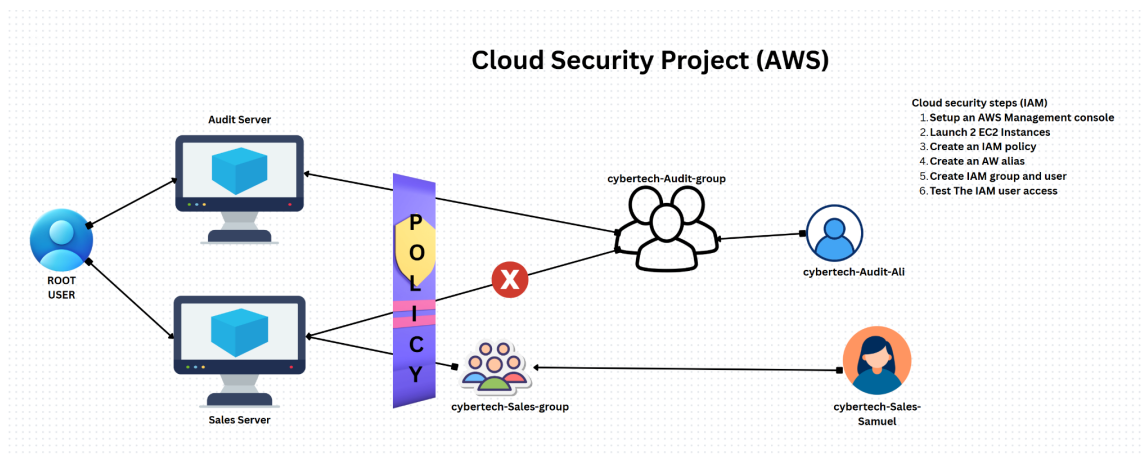 Cloud Security Project (AWS)
Cloud security steps (IAM)
1. Setup an AWS Management console
2. Launch 2 EC2 Instances
3. Create an IAM policy
4. Create an AW alias
5. Create IAM group and user
6. Test The IAM user access
Audit Server
cybertech-Audit-group
POLICY
X
ROOT
USER
cybertech-Audit-Ali
Sales Server
cybertech-Sales-group
cybertech-Sales-
Samuel